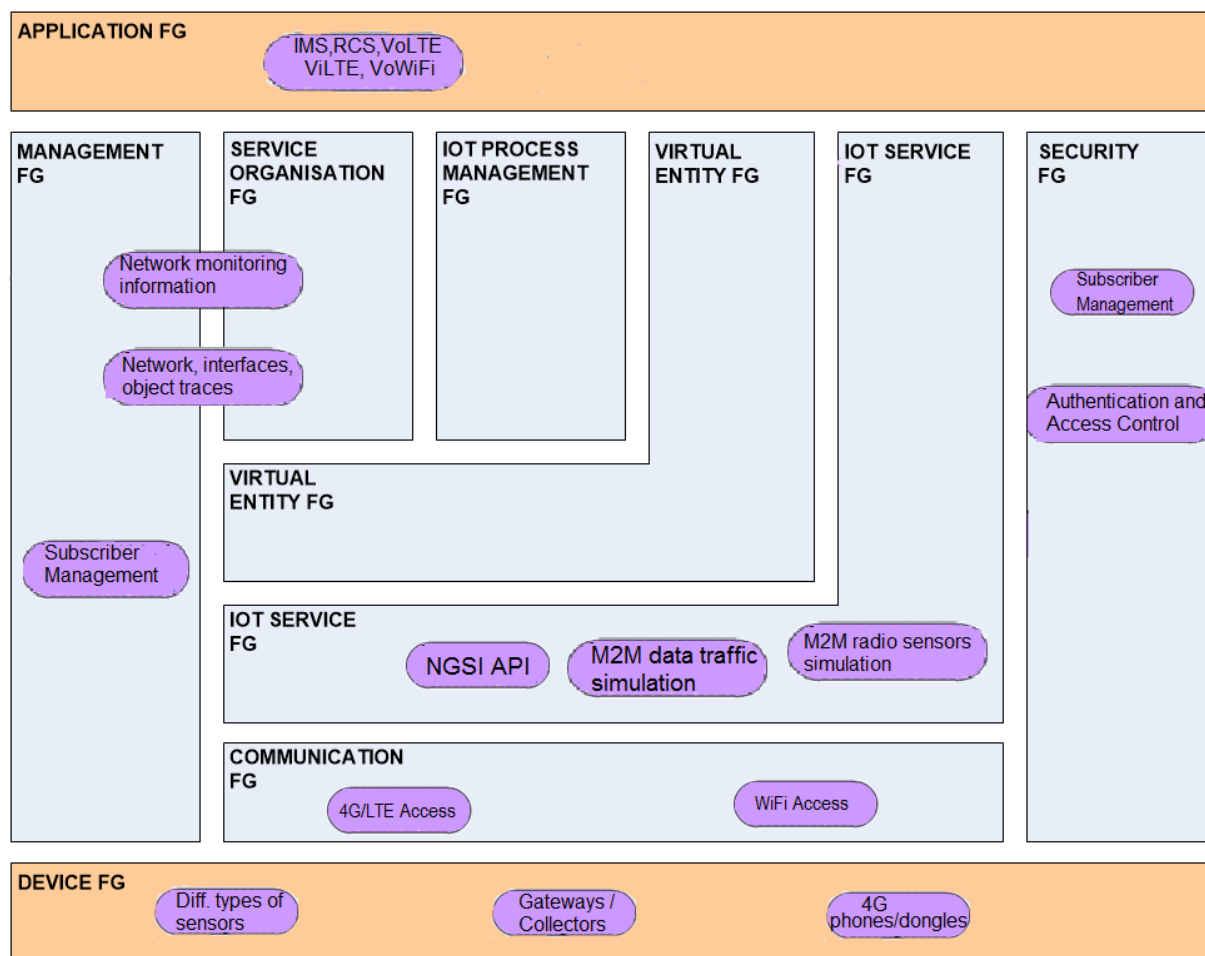 APPLICATION FG
IMS,RCS,VoLTE
ViLTE, VoWiFi
MANAGEMENT
FG
SERVICE
ORGANISATION
FG
IOT PROCESS
MANAGEMENT
FG
VIRTUAL
ENTITY FG
IOT SERVICE
FG
SECURITY
FG
Network monitoring
information
Subscriber
Management
Network, interfaces,
object traces
Authentication and
Access Control
VIRTUAL
ENTITY FG
Subscriber
Management
IOT SERVICE
FG
NGSI API
M2M data traffic
simulation
M2M radio sensors
simulation
COMMUNICATION
FG
4G/LTE Access
WiFi Access
DEVICE FG
Diff. types of
sensors
Gateways /
Collectors
4G
phones/dongles